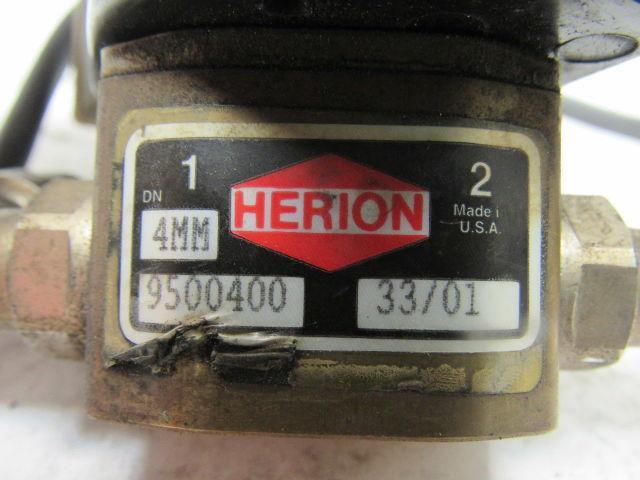 1 HERION 2
DN Made i
U.S.A.
4MM
9500400 33/01